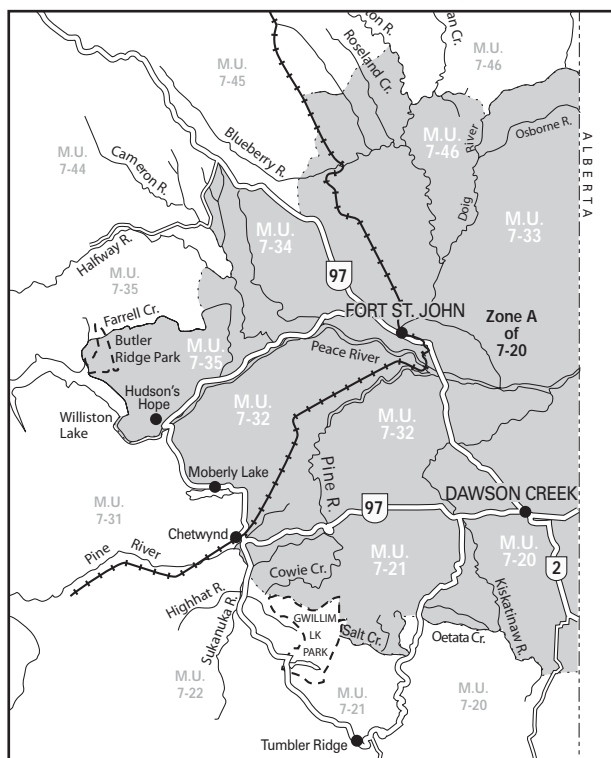 ton R.
an Cr.
Roseland Cr.
M.U.
7-45
M.U.
7-46
Blueberry R.
M.U.
7-46
River
Doig
Osborne R.
ALBERTA
M.U.
7-44
Cameron R.
M.U.
7-34
M.U.
7-33
Halfway R.
M.U.
7-35
97
FORT ST. JOHN
Zone A
of
7-20
Farrell Cr.
Butler
Ridge Park
M.U.
7-35
Peace River
Hudson's
Hope
Williston
Lake
M.U.
7-32
M.U.
7-32
Pine R.
Moberly Lake
97
DAWSON CREEK
M.U.
7-31
Chetwynd
M.U.
7-20
2
Pine River
M.U.
7-21
Cowie Cr.
Highhat R.
Sukanuka R.
GWILLIM
LK
PARK
Salt Cr.
Oetata Cr.
Kiskatinaw R.
M.U.
7-22
M.U.
7-21
M.U.
7-20
Tumbler Ridge